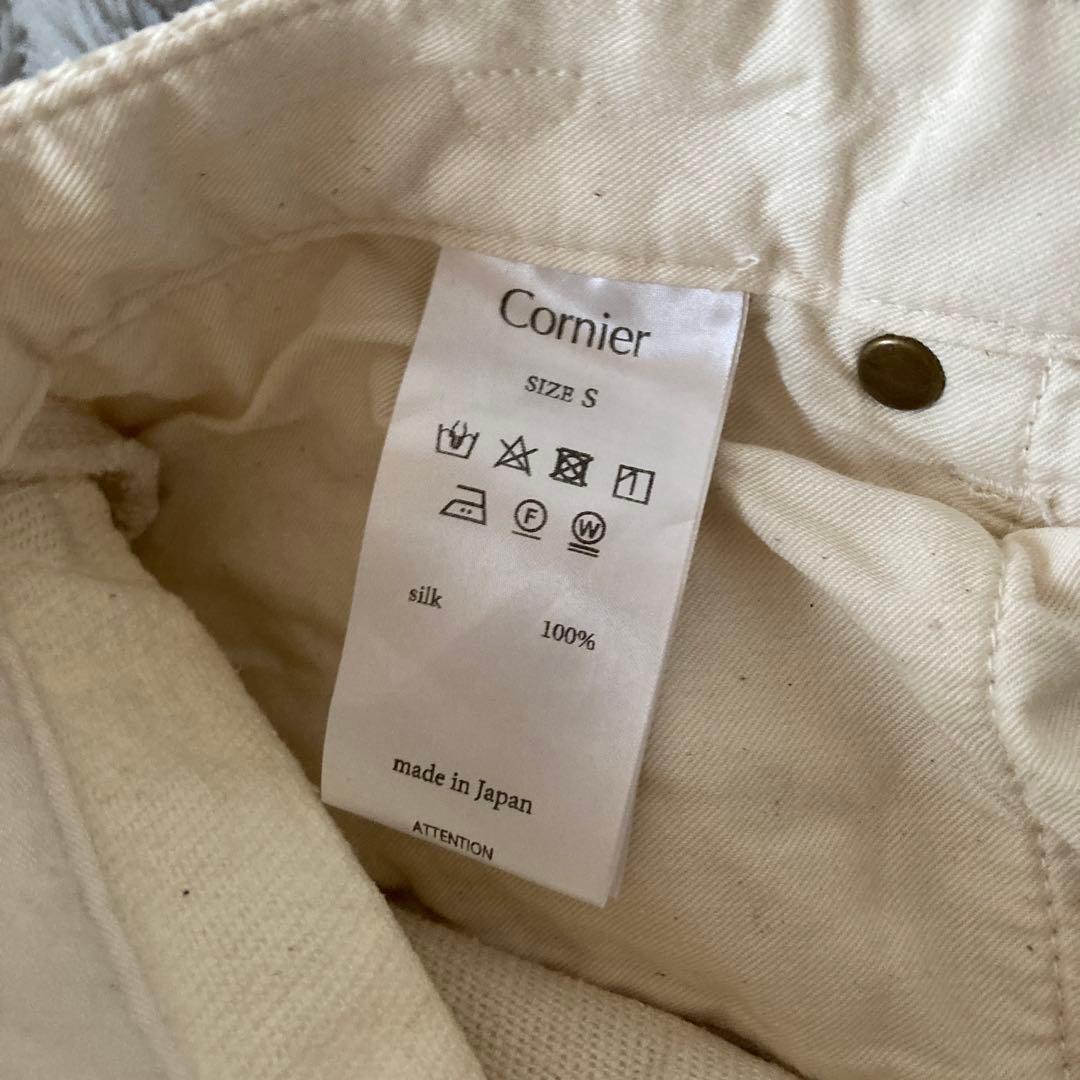 Cornier
SIZE S
F W
silk
100%
made in Japan
ATTENTION